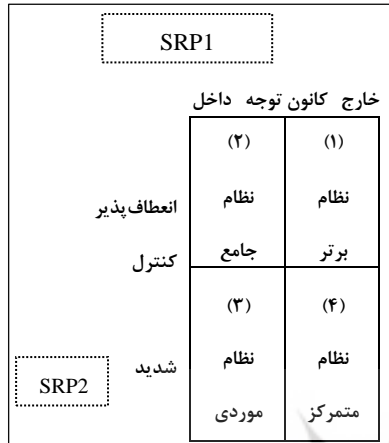 SRP1
خارج کانون توجه داخل
(۱) (۲)
نظام نظام انعطاف‌پذیر
برتر جامع کنترل
(۴) (۳)
نظام نظام شدید
متمرکز موردی
SRP2